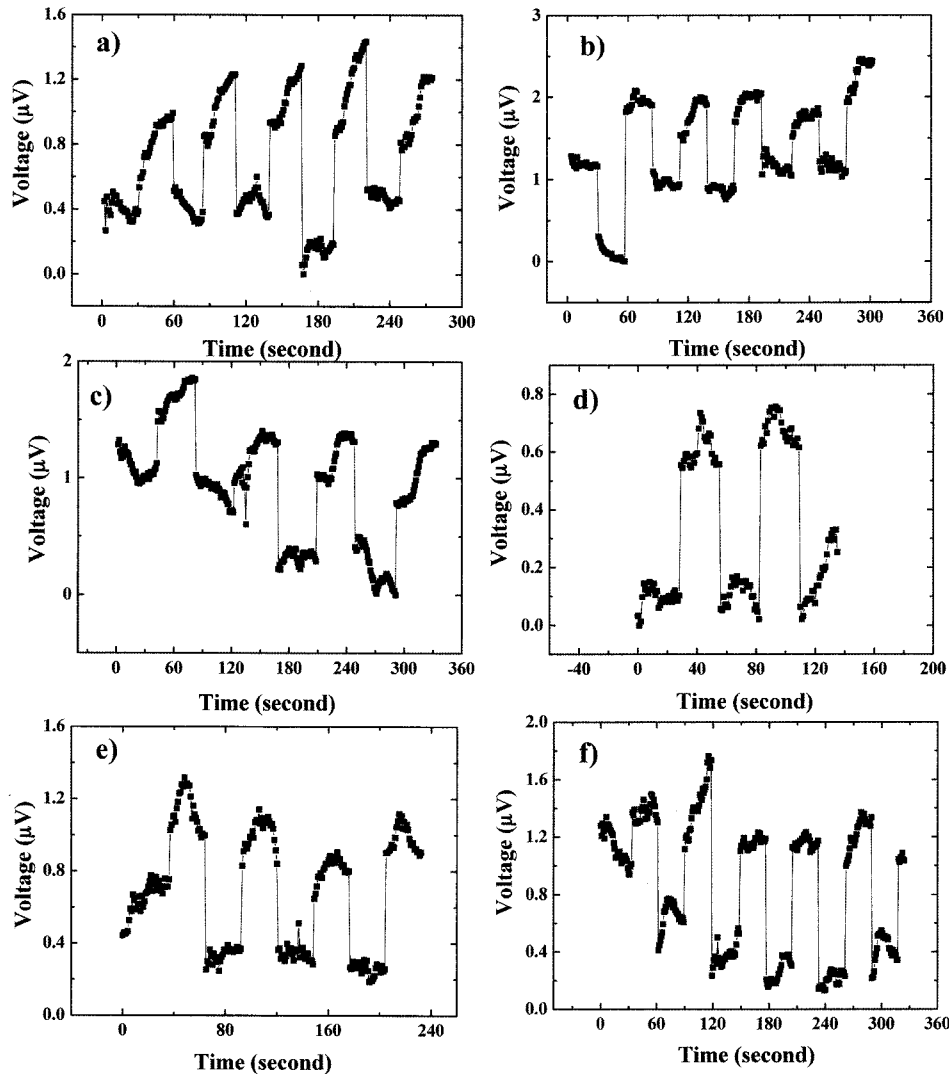 a)
1.6
1.2
0.8
0.4
0.0
Voltage (μV)
0 60 120 180 240 300
Time (second)
b)
3
2
1
0
Voltage (μV)
0 60 120 180 240 300 360
Time (second)
c)
2
1
0
Voltage (μV)
0 60 120 180 240 300 360
Time (second)
d)
0.8
0.6
0.4
0.2
0.0
Voltage (μV)
-40 0 40 80 120 160 200
Time (second)
e)
1.6
1.2
0.8
0.4
0.0
Voltage (μV)
0 80 160 240
Time (second)
f)
2.0
1.6
1.2
0.8
0.4
0.0
Voltage (μV)
0 60 120 180 240 300 360
Time (second)